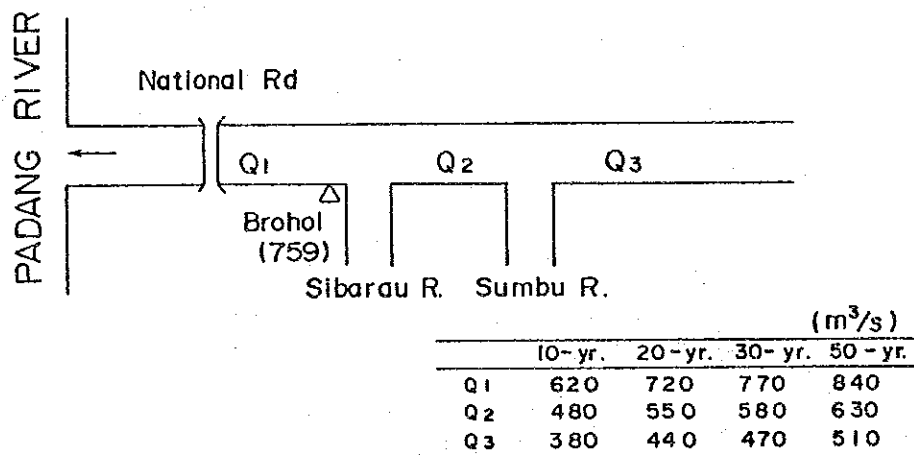 PADANG RIVER
National Rd
Q1 Q2 Q3
Brohol
(759)
Sibarau R. Sumbu R.
(m³/s)
10-yr. 20-yr. 30-yr. 50-yr.
Q1 620 720 770 840
Q2 480 550 580 630
Q3 380 440 470 510